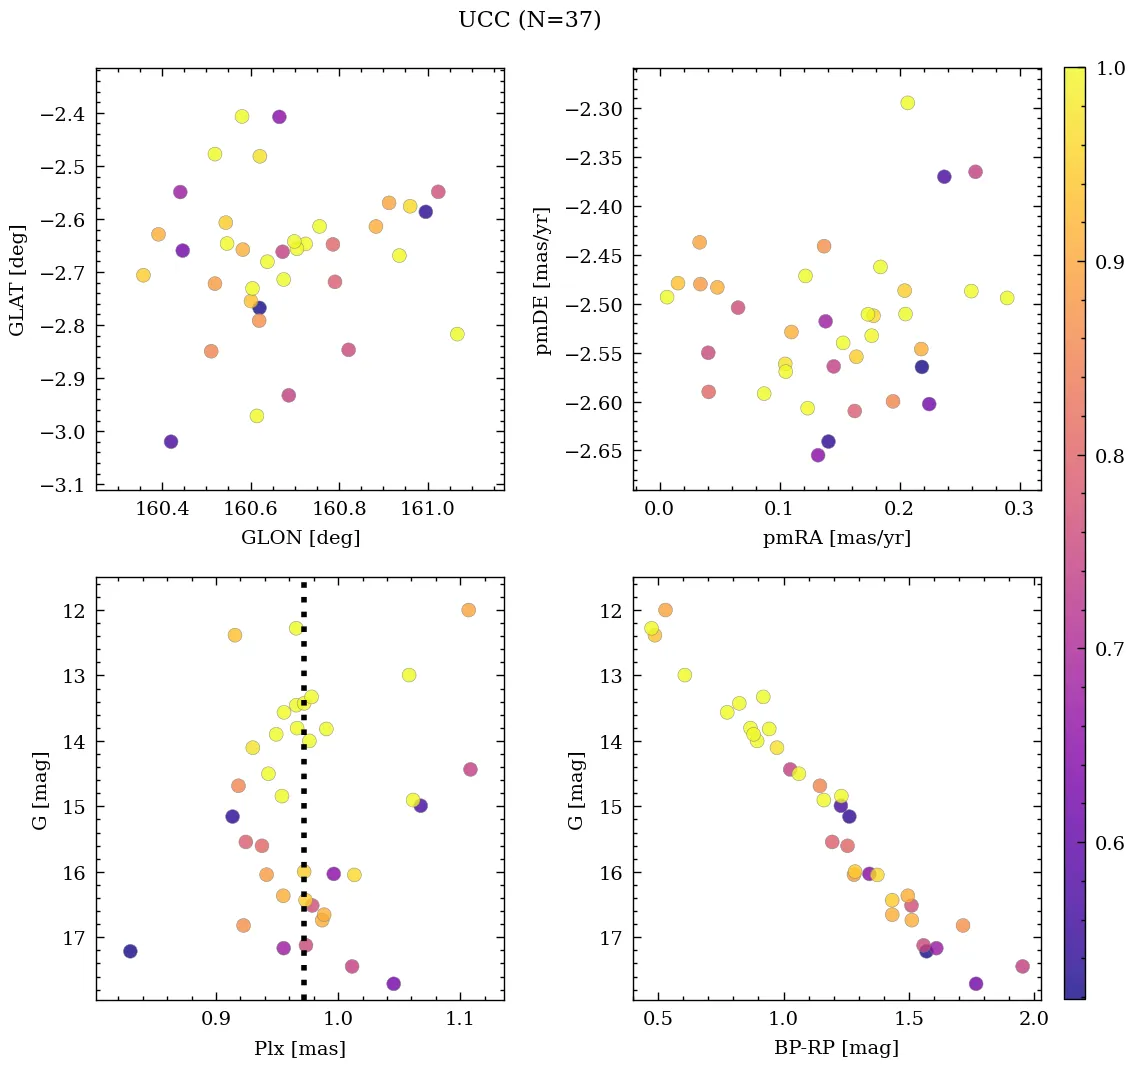 UCC (N=37)
−2.4
−2.5
−2.6
−2.7
−2.8
−2.9
−3.0
−3.1
GLAT [deg]
160.4 160.6 160.8 161.0
GLON [deg]
−2.30
−2.35
−2.40
−2.45
−2.50
−2.55
−2.60
−2.65
pmDE [mas/yr]
0.0 0.1 0.2 0.3
pmRA [mas/yr]
1.0
0.9
0.8
0.7
0.6
12
13
14
15
16
17
G [mag]
0.9 1.0 1.1
Plx [mas]
12
13
14
15
16
17
G [mag]
0.5 1.0 1.5 2.0
BP-RP [mag]